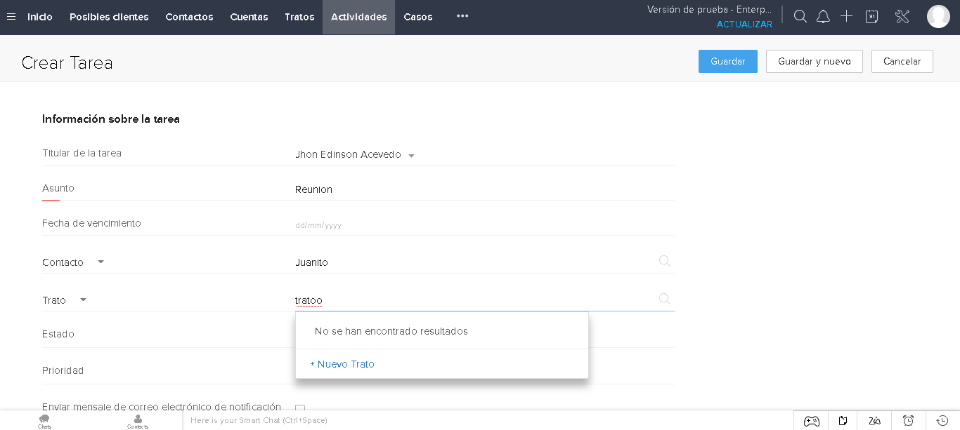 Inicio Posibles clientes Contactos Cuentas Tratos Actividades Casos ••• Versión de prueba - Enterp...
ACTUALIZAR
Crear Tarea
Guardar Guardar y nuevo Cancelar
Información sobre la tarea
Titular de la tarea Jhon Edinson Acevedo
Asunto Reunion
Fecha de vencimiento dd/mm/yyyy
Contacto Juanito
Trato tratoo
No se han encontrado resultados
Estado
+ Nuevo Trato
Prioridad
Enviar mensaje de correo electrónico de notificación
Chats Contacts Here is your Smart Chat (Ctrl+Space)